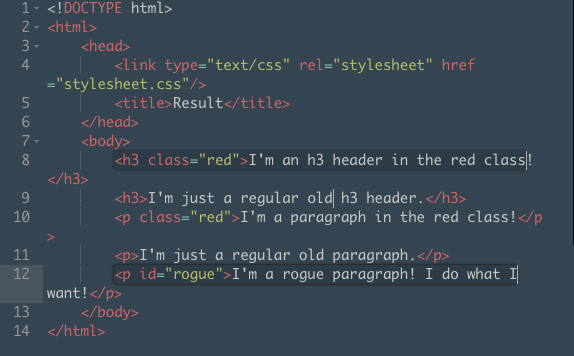 1 <!DOCTYPE html>
2 <html>
3 <head>
4 <link type="text/css" rel="stylesheet" href
="stylesheet.css"/>
5 <title>Result</title>
6 </head>
7 <body>
8 <h3 class="red">I'm an h3 header in the red class!
</h3>
9 <h3>I'm just a regular old h3 header.</h3>
10 <p class="red">I'm a paragraph in the red class!</p
>
11 <p>I'm just a regular old paragraph.</p>
12 <p id="rogue">I'm a rogue paragraph! I do what I
want!</p>
13 </body>
14 </html>